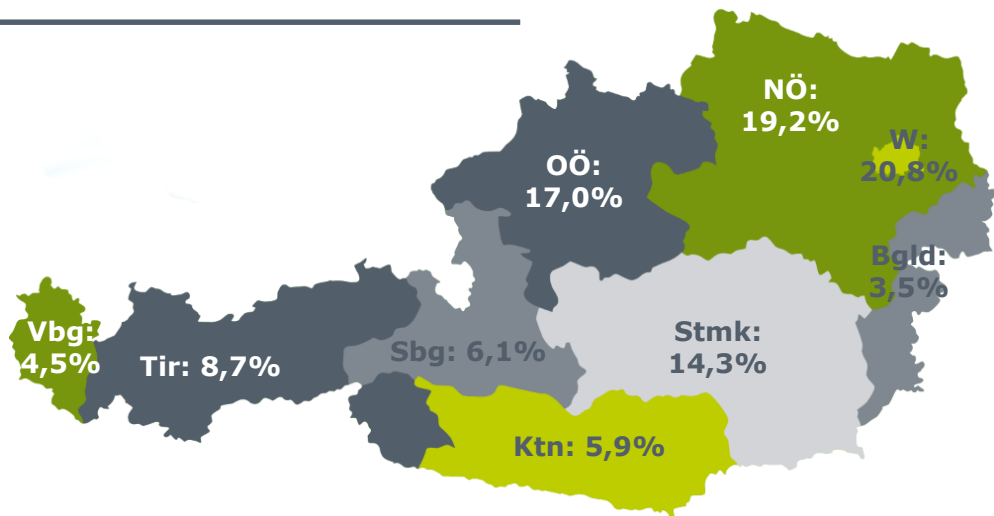 NÖ:
19,2%
W:
20,8%
OÖ:
17,0%
Bgld:
3,5%
Vbg:
4,5%
Tir: 8,7%
Sbg: 6,1%
Stmk:
14,3%
Ktn: 5,9%